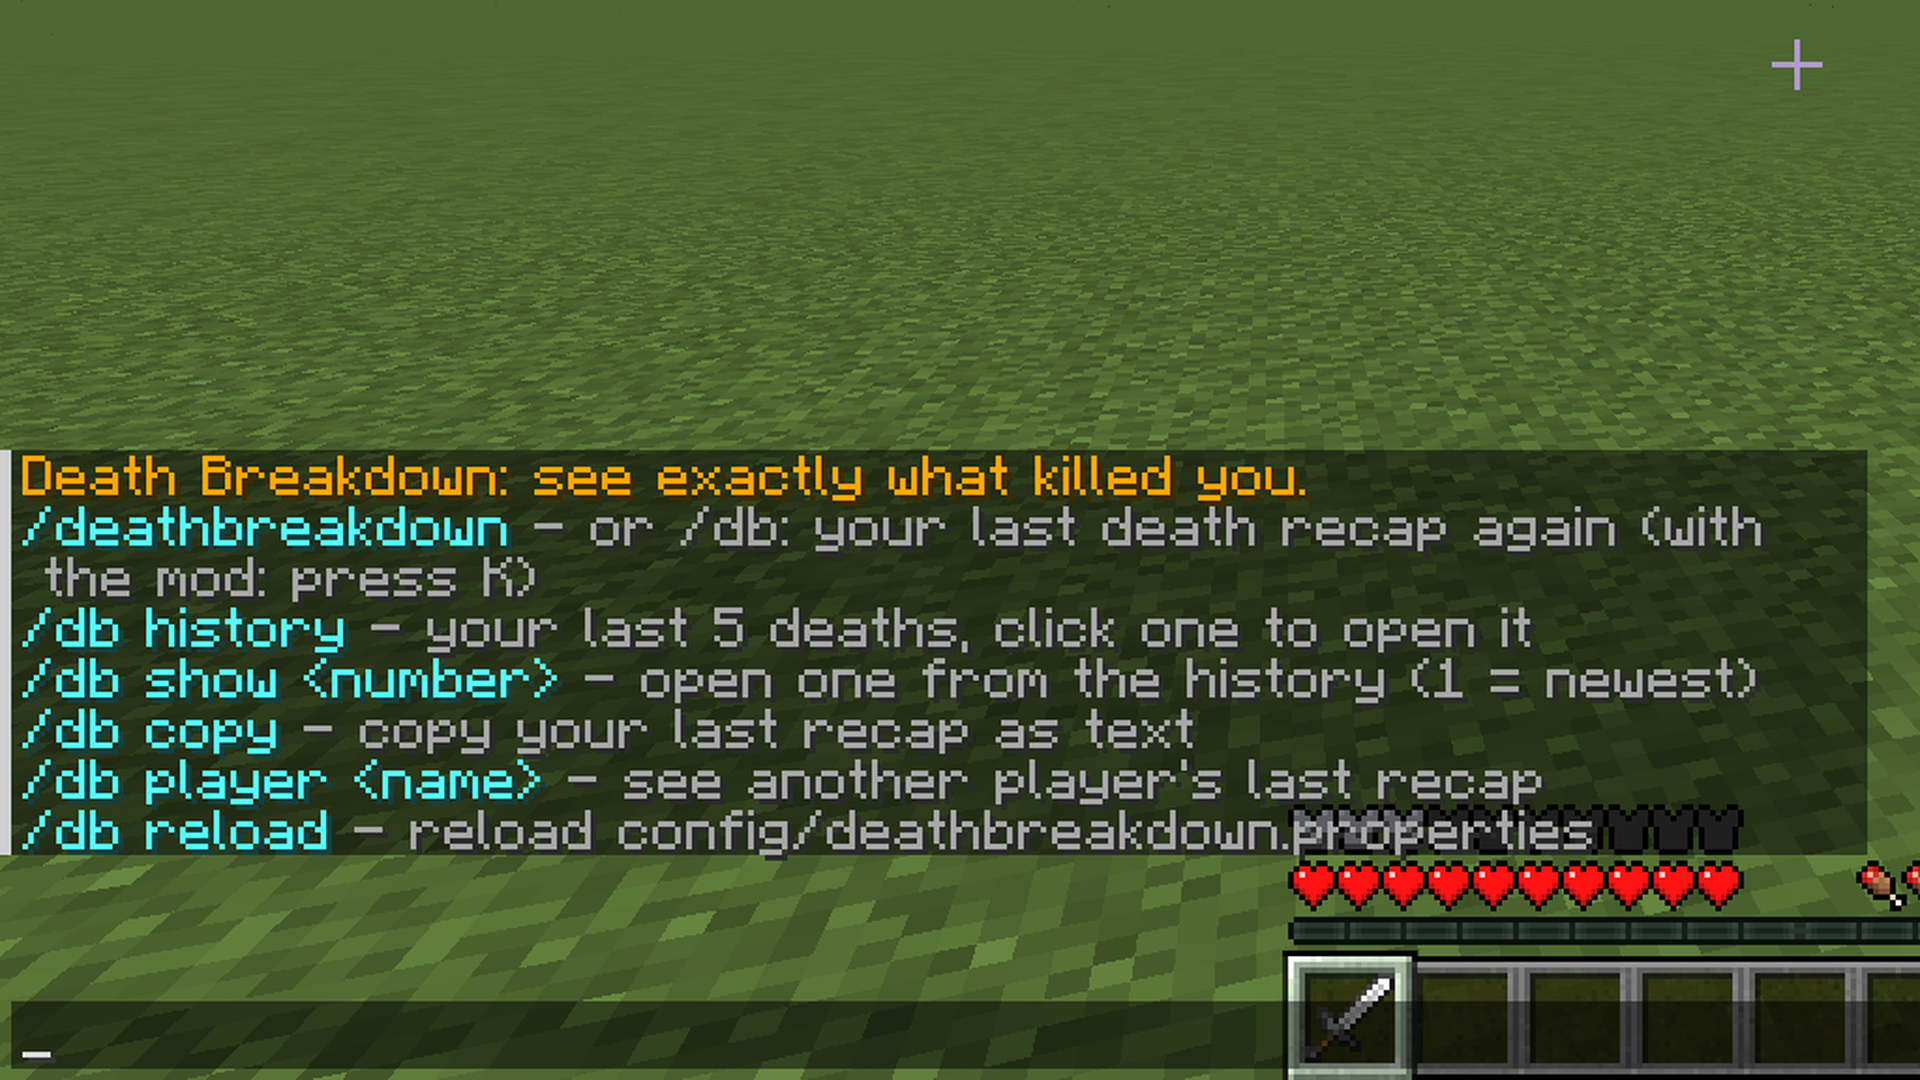 Death Breakdown: see exactly what killed you.
/deathbreakdown - or /db: your last death recap again (with
the mod: press K)
/db history - your last 5 deaths, click one to open it
/db show <number> - open one from the history (1 = newest)
/db copy - copy your last recap as text
/db player <name> - see another player's last recap
/db reload - reload config/deathbreakdown.properties
_